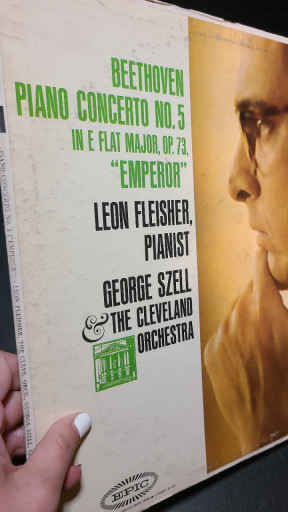 BEETHOVEN
PIANO CONCERTO NO. 5
IN E FLAT MAJOR, OP. 73,
"EMPEROR"
LEON FLEISHER,
PIANIST
GEORGE SZELL
& THE CLEVELAND
ORCHESTRA
EPIC